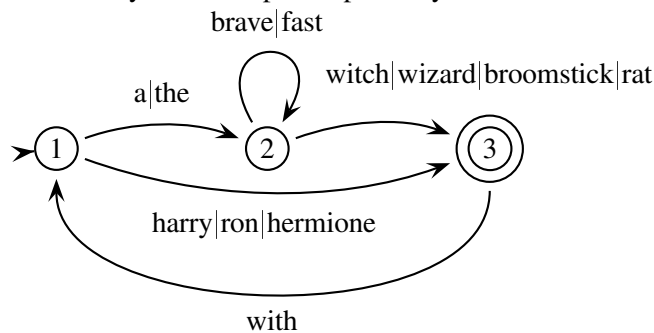 brave|fast
witch|wizard|broomstick|rat
a|the
1
2
3
harry|ron|hermione
with